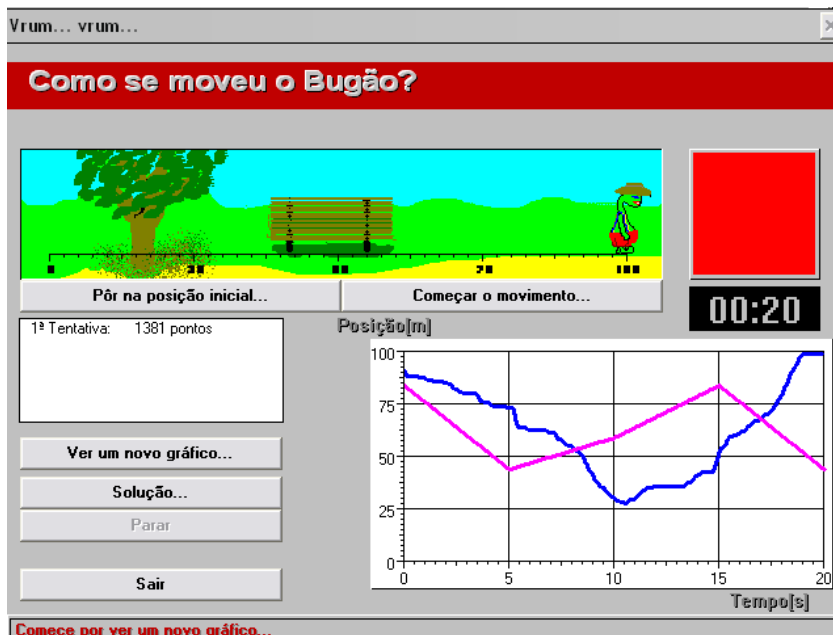 Vrum... vrum...
Como se moveu o Bugão?
100
Pôr na posição inicial...
Começar o movimento...
00:20
1ª Tentativa: 1381 pontos
Posição[m]
100
75
50
25
0
0 5 10 15 20
Tempo[s]
Ver um novo gráfico...
Solução...
Parar
Sair
Comece por ver um novo gráfico...